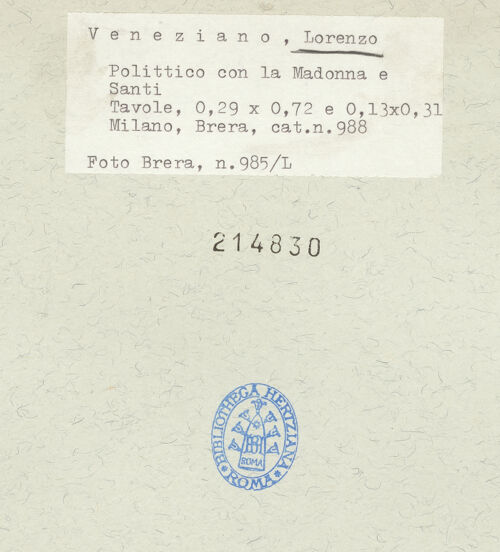 V e n e z i a n o , Lorenzo
Polittico con la Madonna e
Santi
Tavole, 0,29 x 0,72 e 0,13x0,31
Milano, Brera, cat.n.988
Foto Brera, n.985/L
214830
BIBLIOTHECA HERTZIANA
ROMA
ROMA